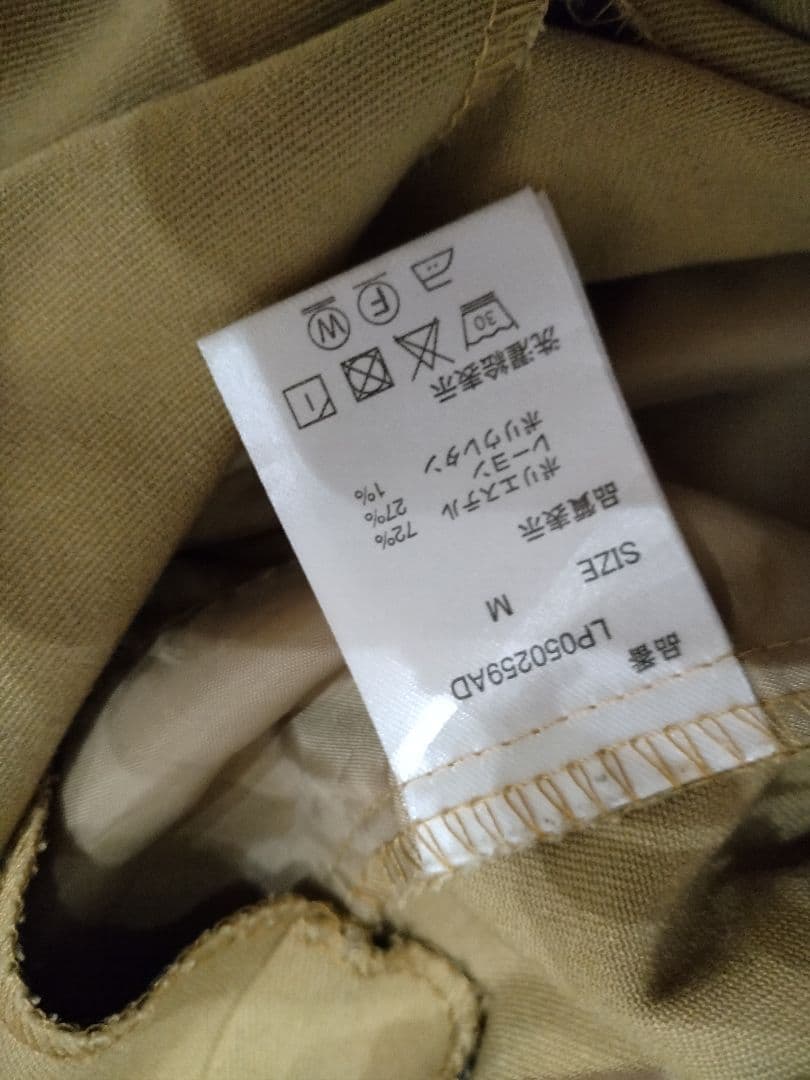 品番
LP050259AD
SIZE M
品質表示
ポリエステル 72%
レーヨン 27%
ポリウレタン 1%
洗濯絵表示
30
F W